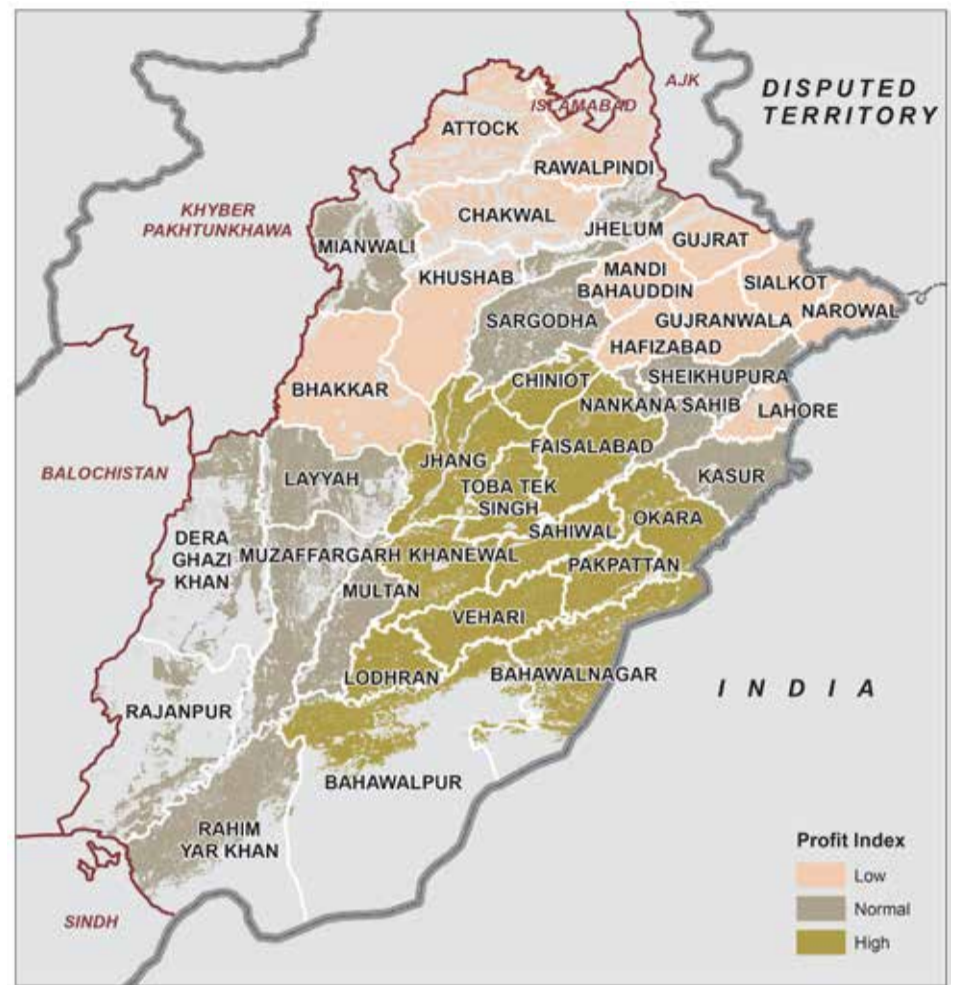 AJK
DISPUTED
TERRITORY
ISLAMABAD
ATTOCK
RAWALPINDI
KHYBER
PAKHTUNKHAWA
CHAKWAL
MIANWALI
JHELUM
GUJRAT
KHUSHAB
MANDI
BAHAUDDIN
SIALKOT
NAROWAL
SARGODHA
GUJRANWALA
HAFIZABAD
BHAKKAR
CHINIOT
SHEIKHUPURA
NANKANA SAHIB
LAHORE
FAISALABAD
BALOCHISTAN
LAYYAH
JHANG
KASUR
TOBA TEK
SINGH
OKARA
SAHIWAL
DERA
GHAZI
KHAN
MUZAFFARGARH
KHANEWAL
PAKPATTAN
MULTAN
VEHARI
LODHRAN
BAHAWALNAGAR
INDIA
RAJANPUR
BAHAWALPUR
RAHIM
YAR KHAN
SINDH
Profit Index
Low
Normal
High